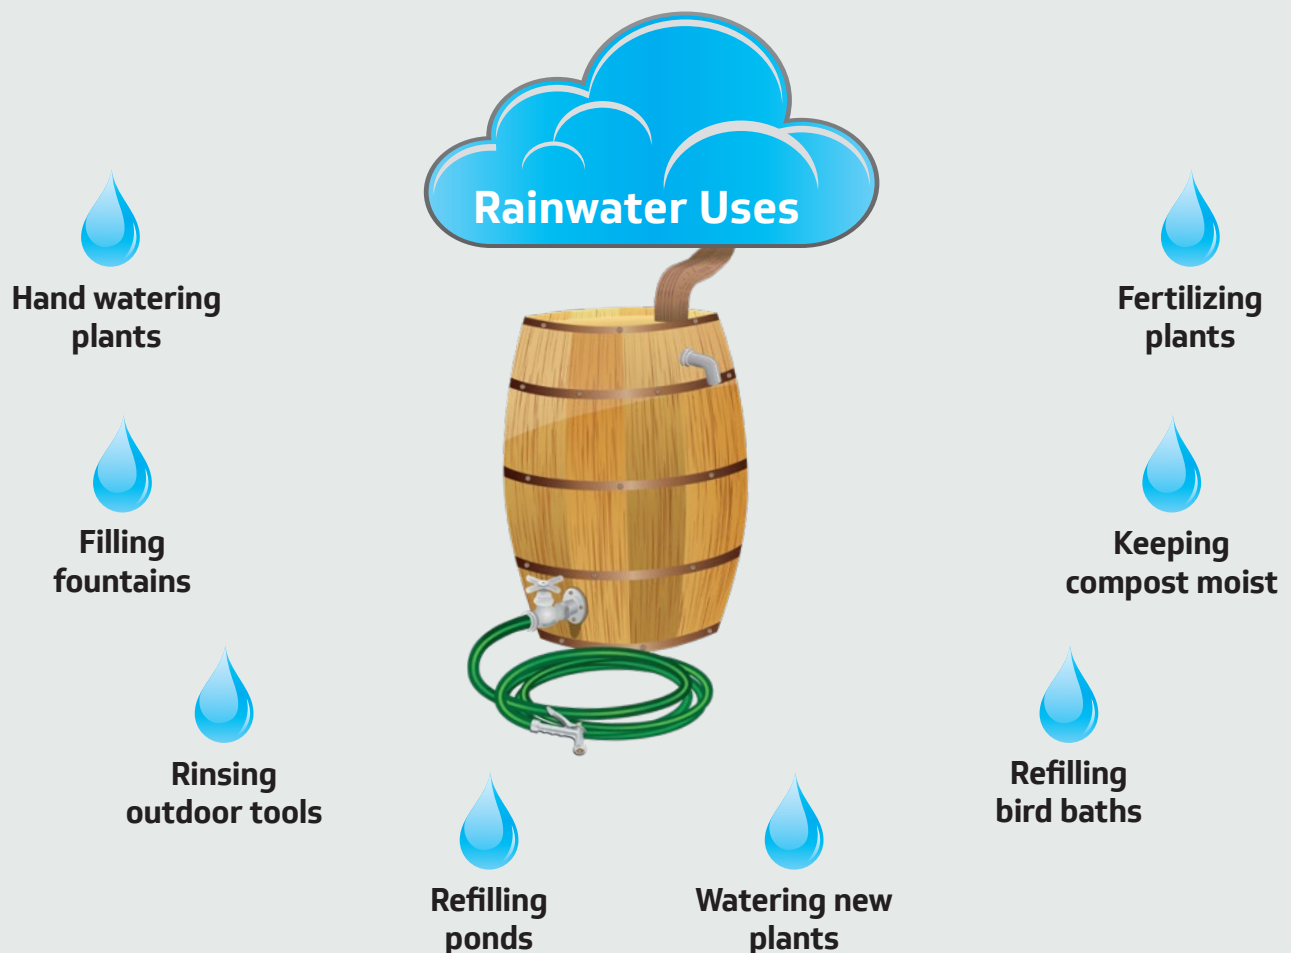 Rainwater Uses
Hand watering
plants
Filling
fountains
Rinsing
outdoor tools
Refilling
ponds
Watering new
plants
Refilling
bird baths
Keeping
compost moist
Fertilizing
plants